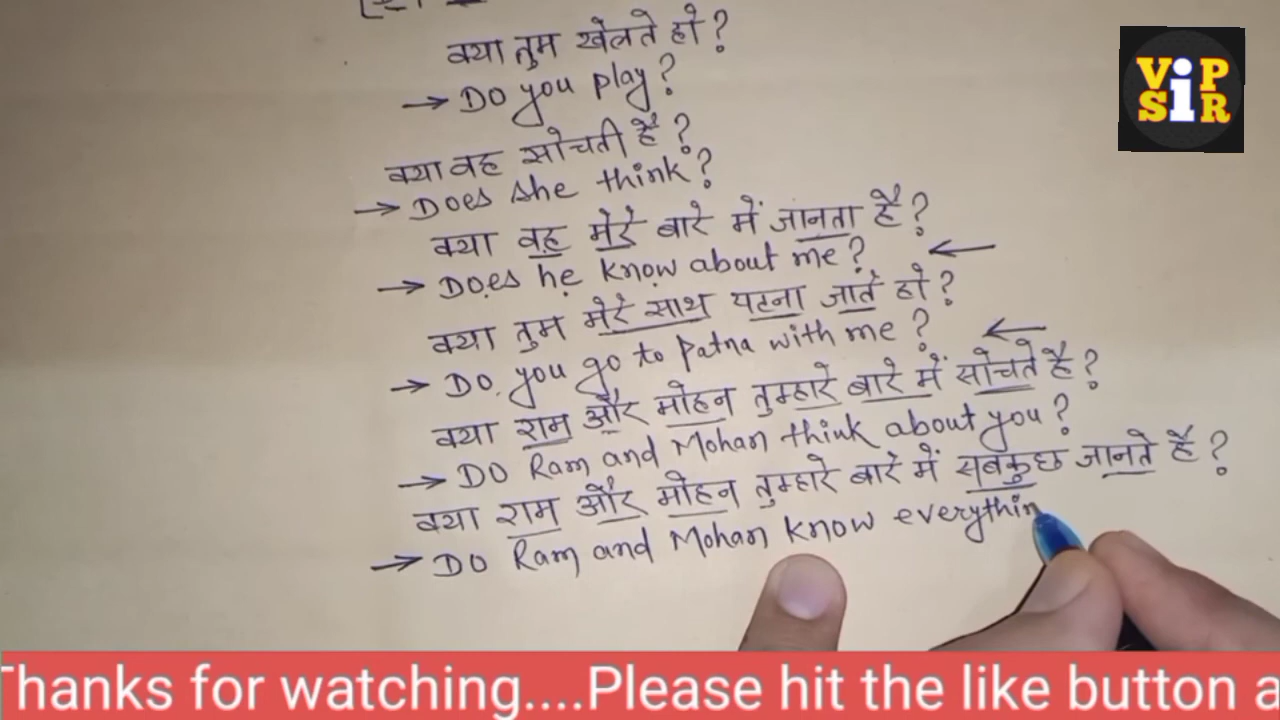 क्या तुम खेलते हो?
→ Do you play?
क्या वह सोचती है?
→ Does she think?
क्या वह मेरे बारे में जानता है?
→ Does he know about me? ←
क्या तुम मेरे साथ पटना जाते हो?
→ Do you go to Patna with me? ←
क्या राम और मोहन तुम्हारे बारे में सोचते है?
→ Do Ram and Mohan think about you?
क्या राम और मोहन तुम्हारे बारे में सबकुछ जानते है?
→ Do Ram and Mohan know everythin
ViP
SiR
Thanks for watching....Please hit the like button a